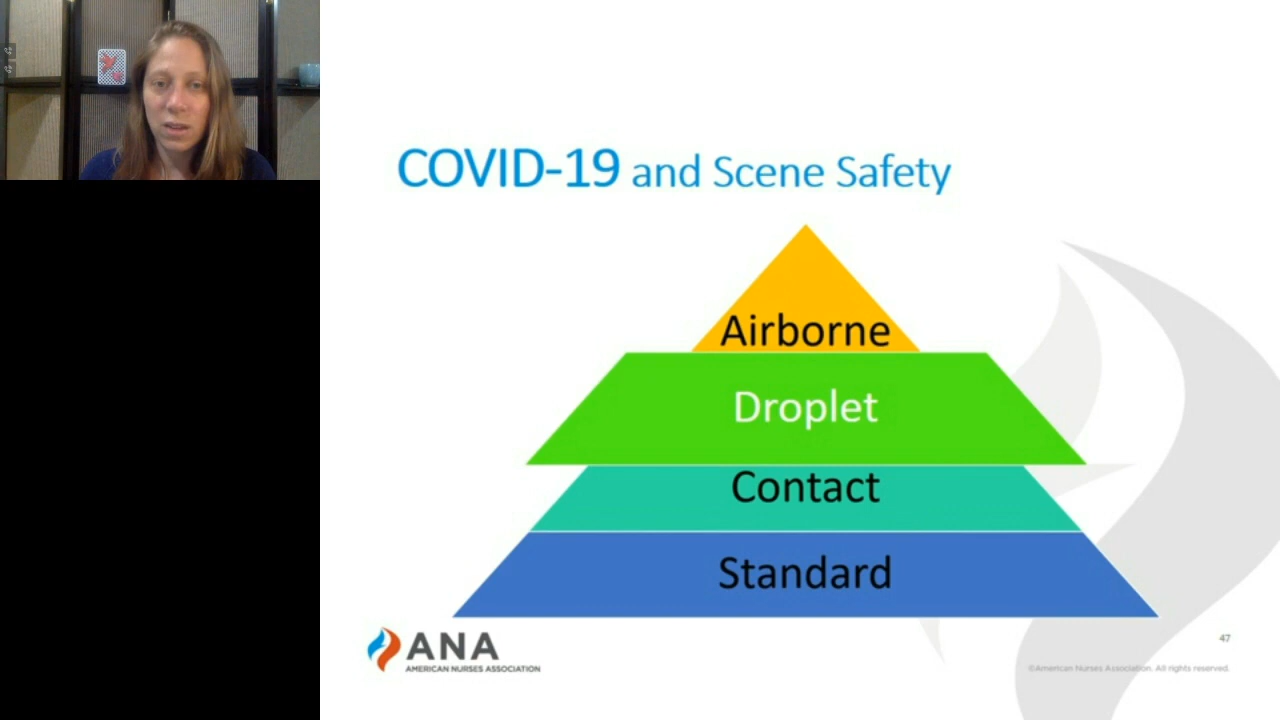 COVID-19 and Scene Safety
Airborne
Droplet
Contact
Standard
ANA
AMERICAN NURSES ASSOCIATION
47
©American Nurses Association. All rights reserved.